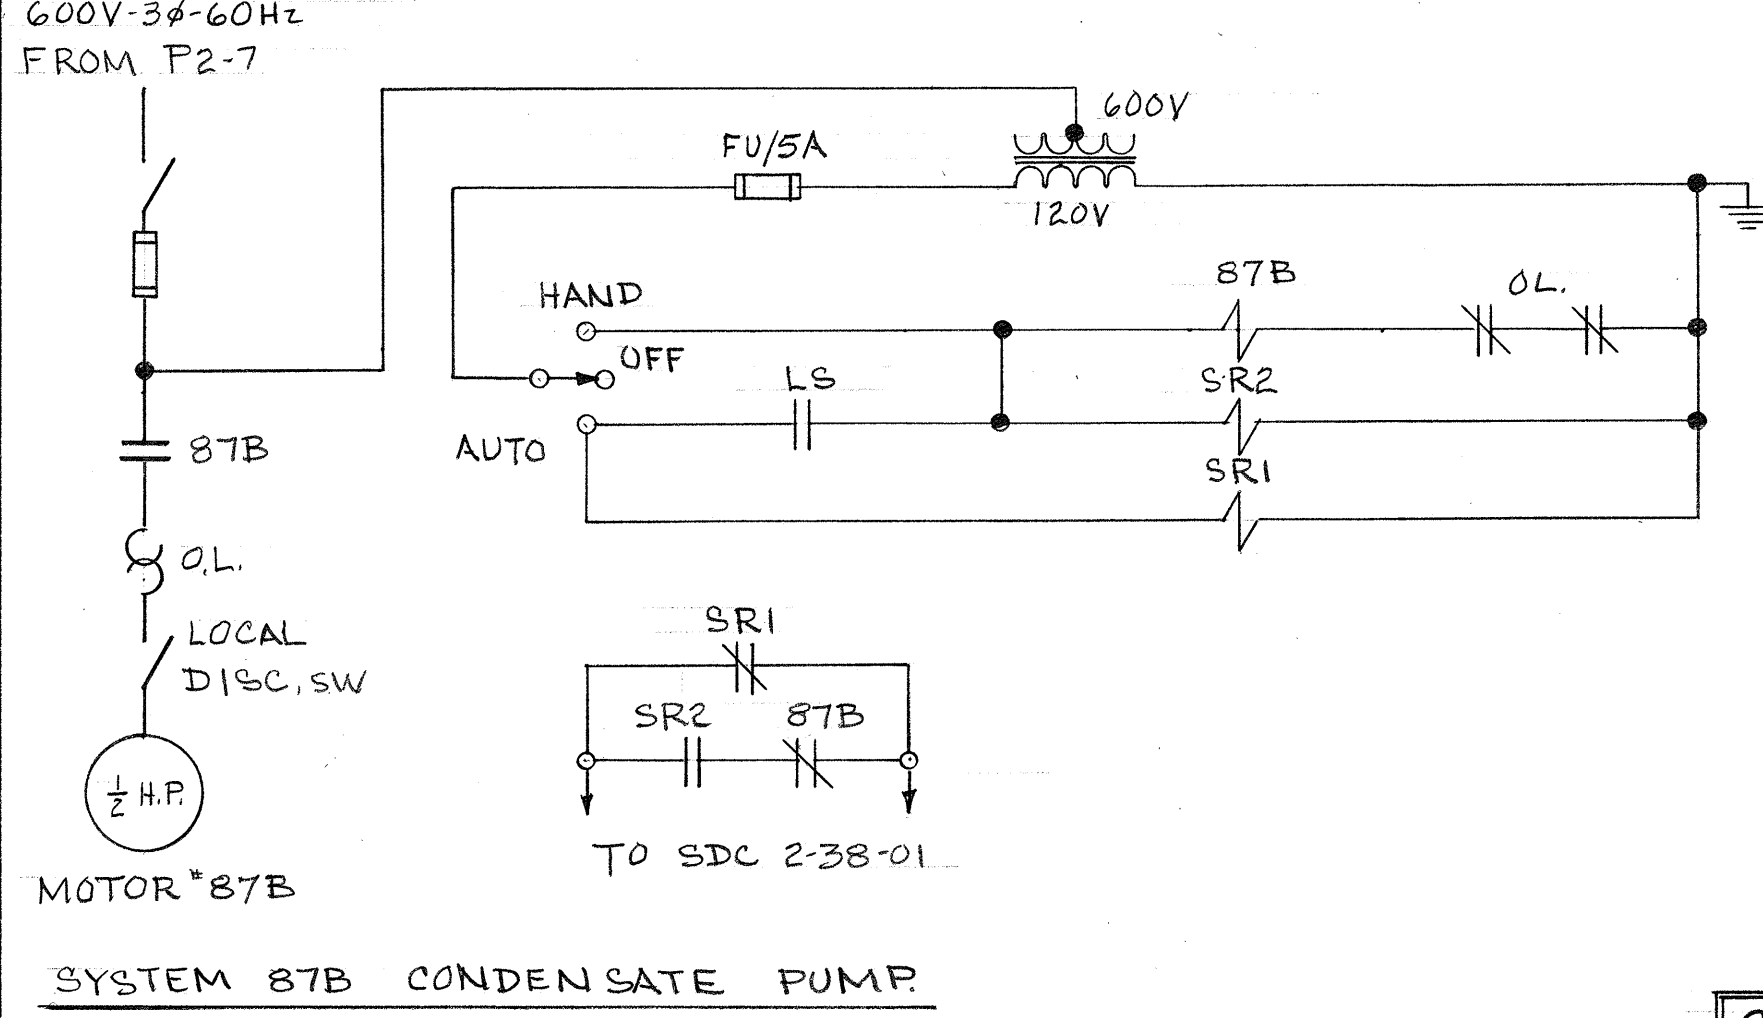 600V-3ø-60Hz
FROM P2-7
600V
FU/5A
120V
HAND
OFF
AUTO
LS
87B
O.L.
SR2
SR1
87B
O.L.
LOCAL
DISC, SW
½ H.P.
MOTOR #87B
SR1
SR2
87B
TO SDC 2-38-01
SYSTEM 87B CONDENSATE PUMP.